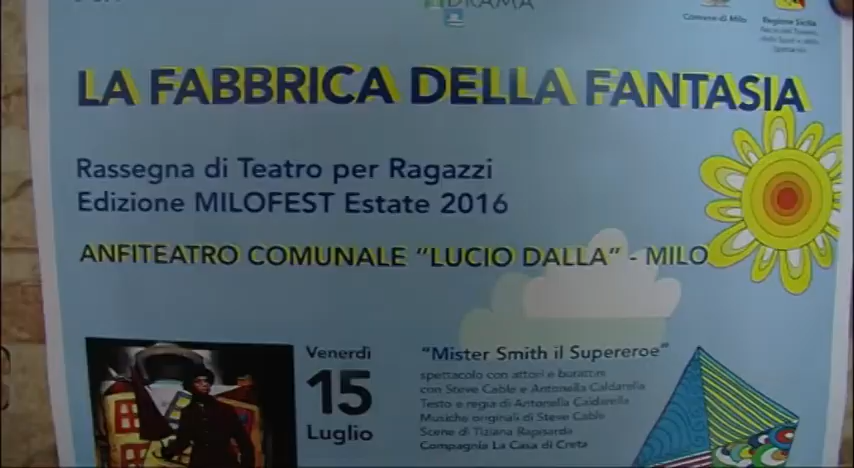 DRAMA
Comune di Milo
Regione Sicilia
LA FABBRICA DELLA FANTASIA
Rassegna di Teatro per Ragazzi
Edizione MILOFEST Estate 2016
ANFITEATRO COMUNALE "LUCIO DALLA" - MILO
Venerdì
15
Luglio
"Mister Smith il Supereroe"
spettacolo con attori e burattini
con Steve Cable e Antonella Caldarella
Testo e regia di Antonella Caldarella
Musiche originali di Steve Cable
Scene di Tiziana Rapisarda
Compagnia La Casa di Creta